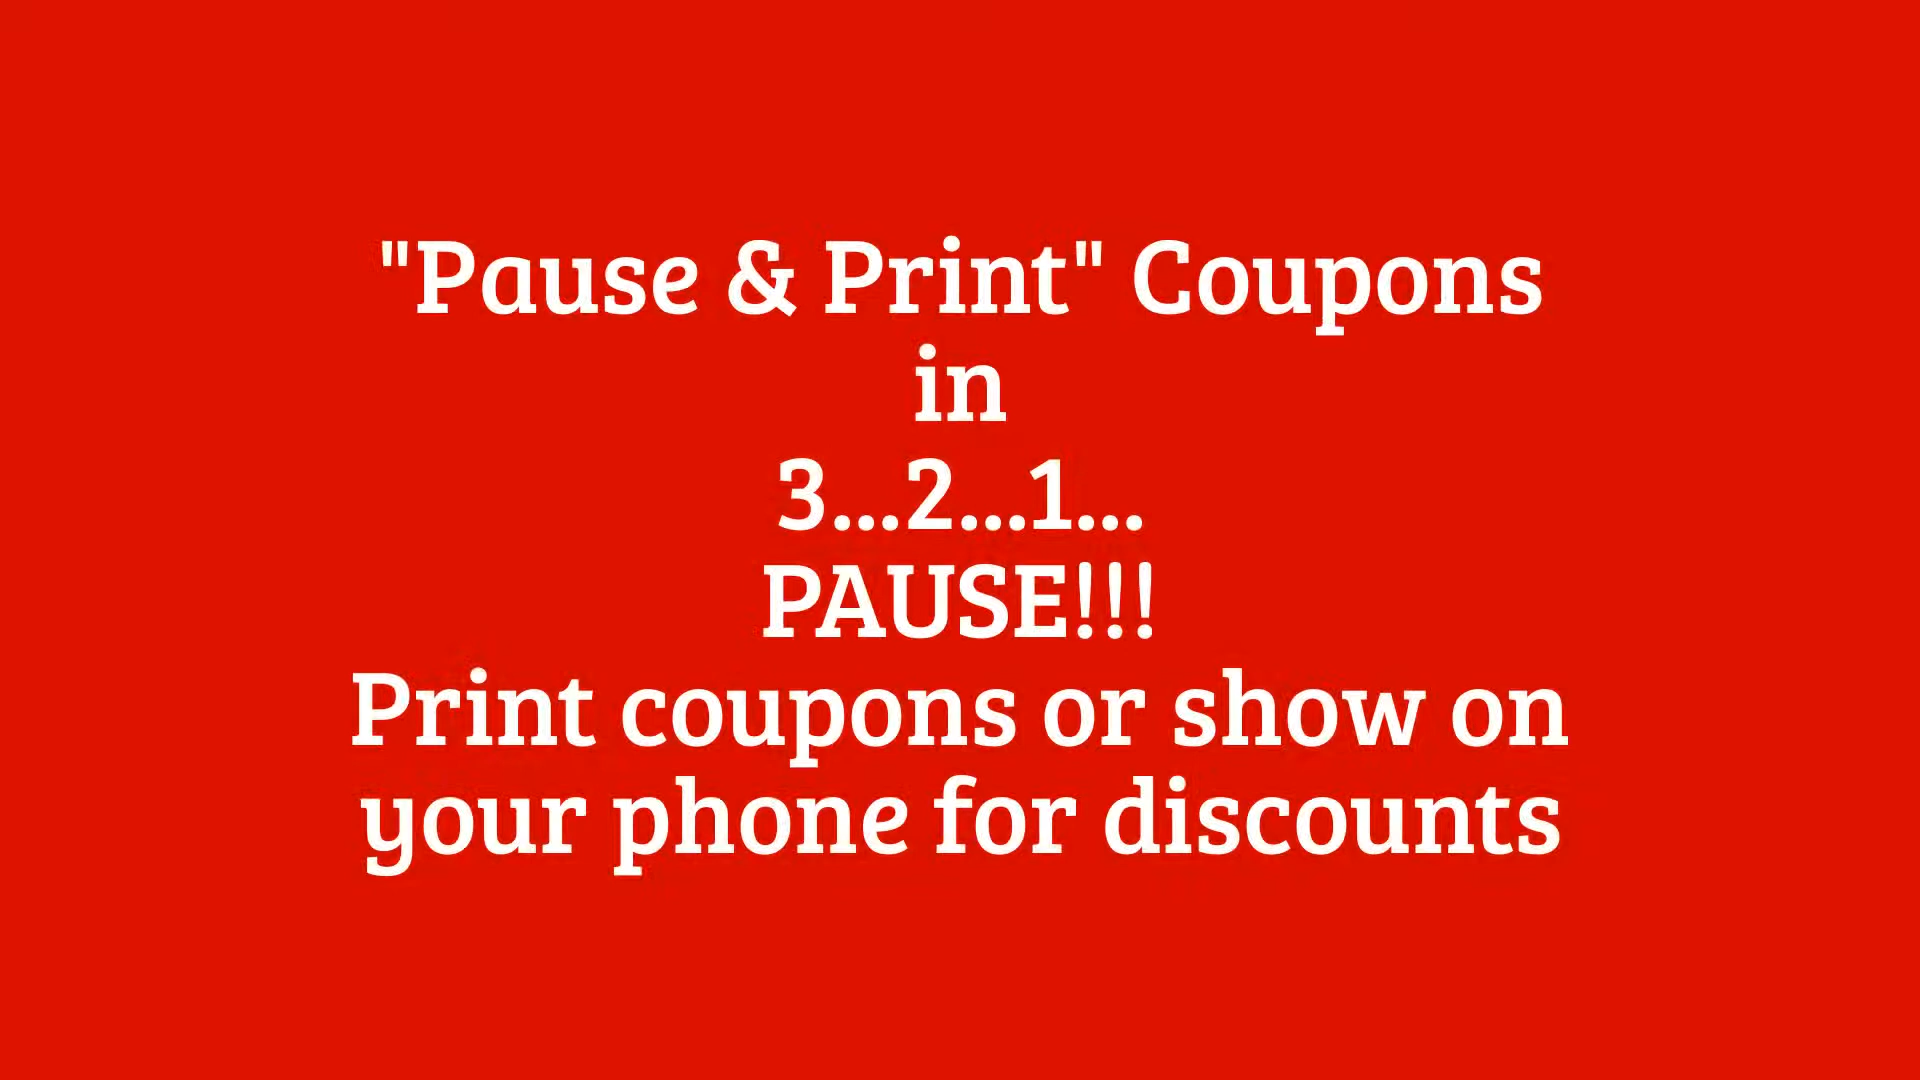 "Pause & Print" Coupons
in
3...2...1...
PAUSE!!!
Print coupons or show on
your phone for discounts